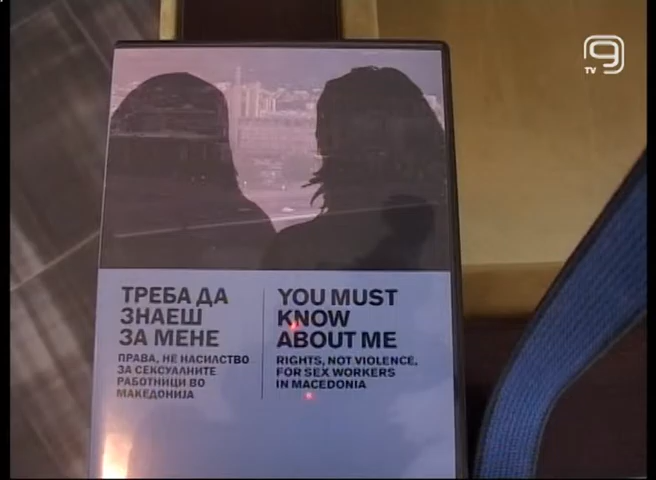 9
TV
ТРЕБА ДА
ЗНАЕШ
ЗА МЕНЕ
ПРАВА, НЕ НАСИЛСТВО
ЗА СЕКСУАЛНИТЕ
РАБОТНИЦИ ВО
МАКЕДОНИЈА
YOU MUST
KNOW
ABOUT ME
RIGHTS, NOT VIOLENCE,
FOR SEX WORKERS
IN MACEDONIA